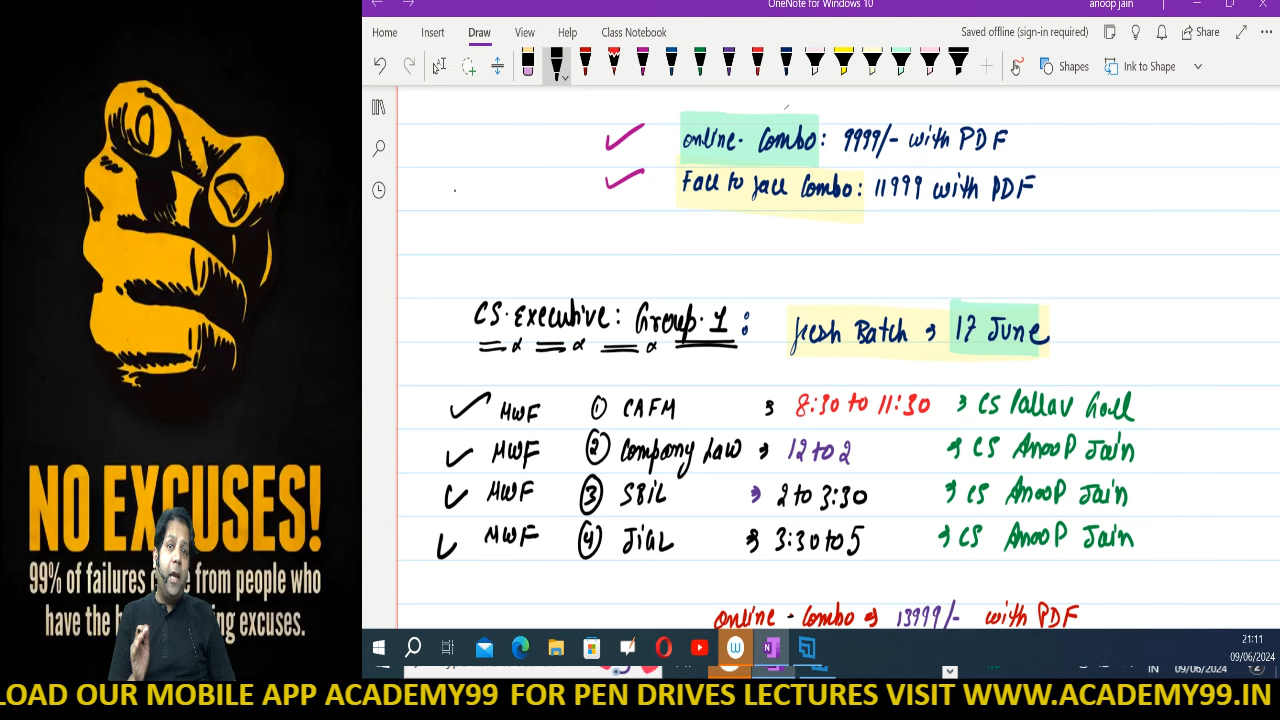 OneNote for Windows 10
anoop jain
Home Insert Draw View Help Class Notebook
Saved offline (sign-in required)
Share
Shapes
Ink to Shape
online. Combo: 9999/- with PDF
Face to face Combo: 11999 with PDF
CS.Executive: Group.1:
fresh Batch → 17 June
MWF ① CAFM → 8:30 to 11:30 → CS Pallav Goel
MWF ② Company Law → 12 to 2 → CS Anoop Jain
MWF ③ SBIL → 2 to 3:30 → CS Anoop Jain
MWF ④ JIGL → 3:30 to 5 → CS Anoop Jain
online - Combo → 13999/- with PDF
NO EXCUSES!
99% of failures from people who
have the excuses.
21:11
09/06/2024
IN
09/06/2024
LOAD OUR MOBILE APP ACADEMY99 FOR PEN DRIVES LECTURES VISIT WWW.ACADEMY99.IN